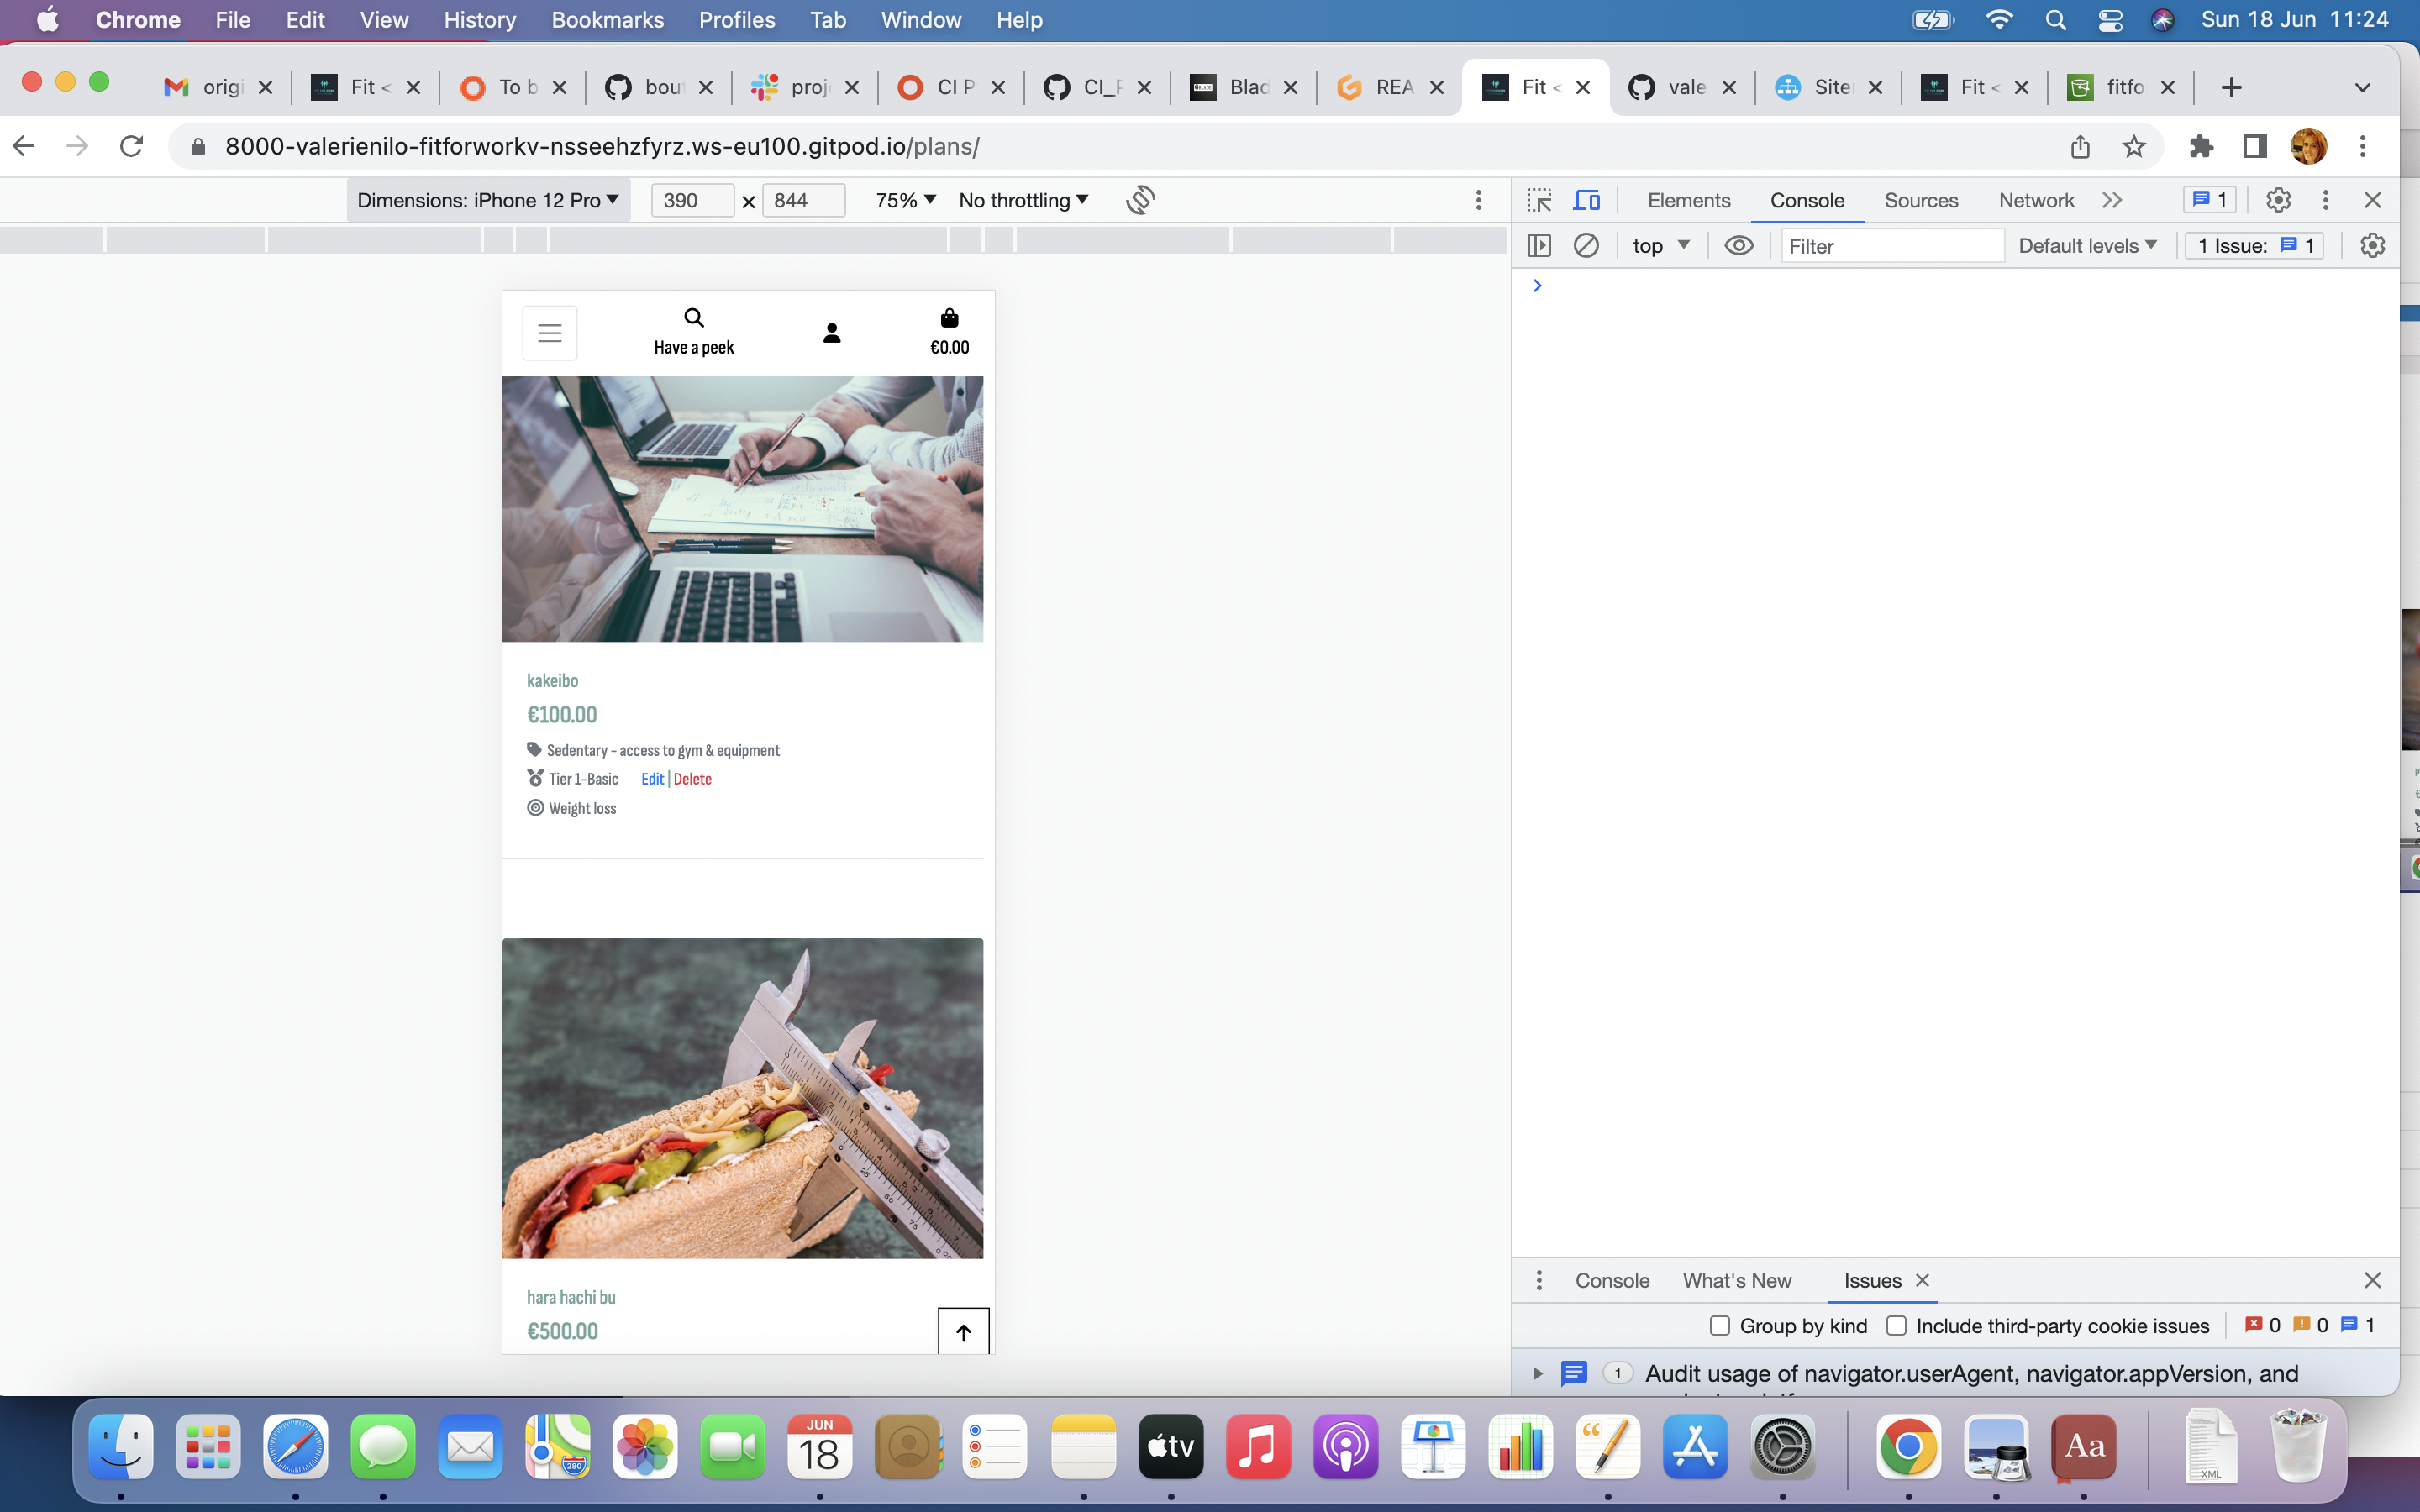 Chrome File Edit View History Bookmarks Profiles Tab Window Help Sun 18 Jun 11:24
origi Fit < To b bou proj CI P CI_F Blad REA Fit < vale Site Fit < fitfo
8000-valerienilo-fitforworkv-nsseehzfyrz.ws-eu100.gitpod.io/plans/
Dimensions: iPhone 12 Pro 390 × 844 75% No throttling
Elements Console Sources Network 1
top Filter Default levels 1 Issue: 1
Have a peek €0.00
kakeibo
€100.00
Sedentary - access to gym & equipment
Tier 1-Basic Edit | Delete
Weight loss
hara hachi bu
€500.00
Console What's New Issues
Group by kind Include third-party cookie issues 0 0 1
1 Audit usage of navigator.userAgent, navigator.appVersion, and
JUN
18
280
tv
Aa
XML